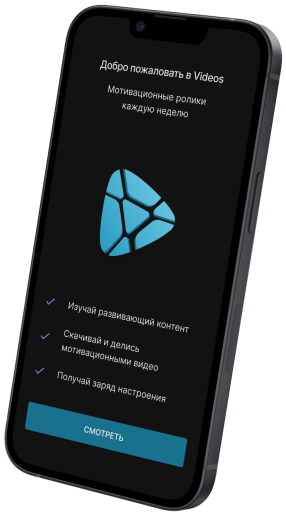 Добро пожаловать в Videos
Мотивационные ролики
каждую неделю
Изучай развивающий контент
Скачивай и делись
мотивационными видео
Получай заряд настроения
СМОТРЕТЬ